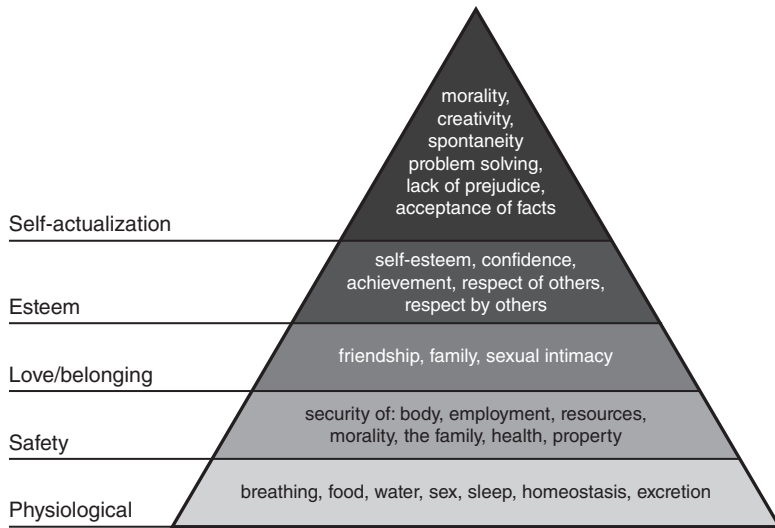 morality,
creativity,
spontaneity
problem solving,
lack of prejudice,
acceptance of facts
Self-actualization
self-esteem, confidence,
achievement, respect of others,
respect by others
Esteem
friendship, family, sexual intimacy
Love/belonging
security of: body, employment, resources,
morality, the family, health, property
Safety
breathing, food, water, sex, sleep, homeostasis, excretion
Physiological